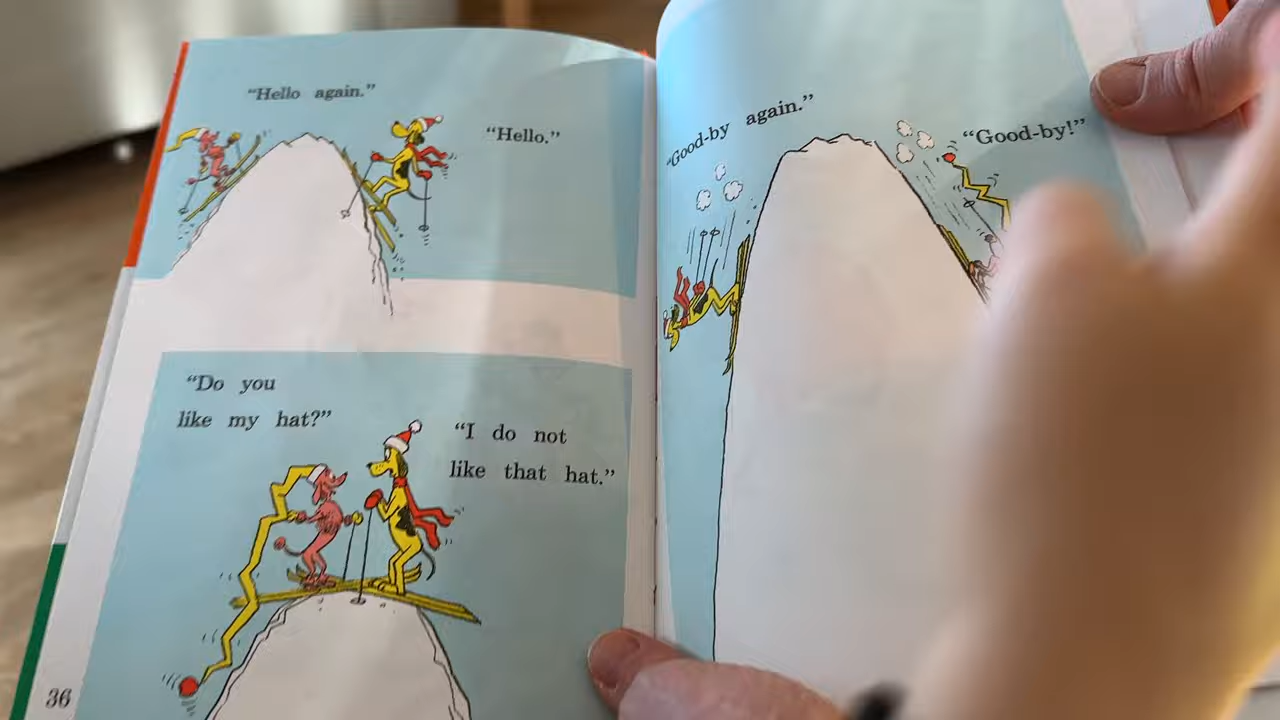 “Hello again.”
“Hello.”
“Do you
like my hat?”
“I do not
like that hat.”
36
“Good-by again.”
“Good-by!”